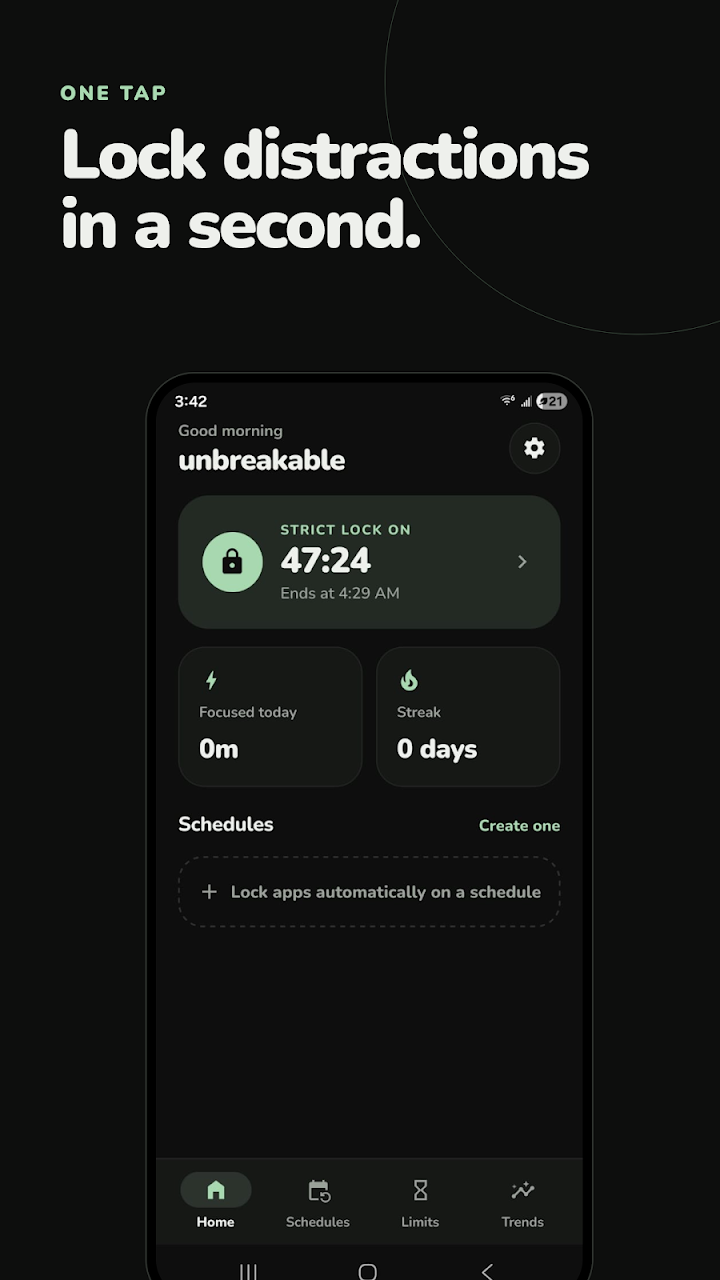 ONE TAP
Lock distractions
in a second.
3:42
21
Good morning
unbreakable
STRICT LOCK ON
47:24
Ends at 4:29 AM
Focused today
0m
Streak
0 days
Schedules
Create one
Lock apps automatically on a schedule
Home
Schedules
Limits
Trends